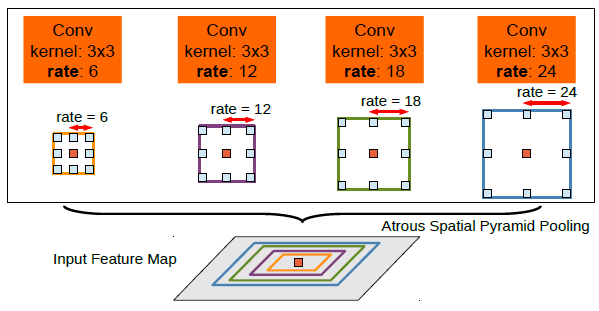 Conv
kernel: 3x3
rate: 6
Conv
kernel: 3x3
rate: 12
Conv
kernel: 3x3
rate: 18
Conv
kernel: 3x3
rate: 24
rate = 6
rate = 12
rate = 18
rate = 24
Atrous Spatial Pyramid Pooling
Input Feature Map